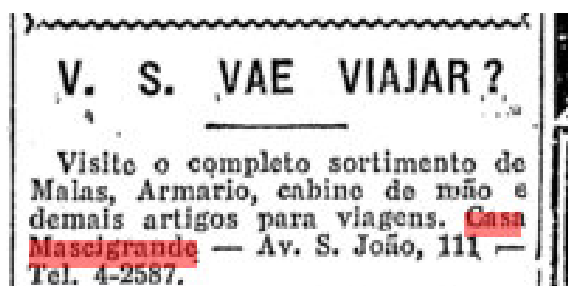 V. S. VAE VIAJAR?
Visite o completo sortimento de
Malas, Armario, cabine de mão e
demais artigos para viagens. Casa
Mascigrande — Av. S. João, 111 —
Tel. 4-2587.